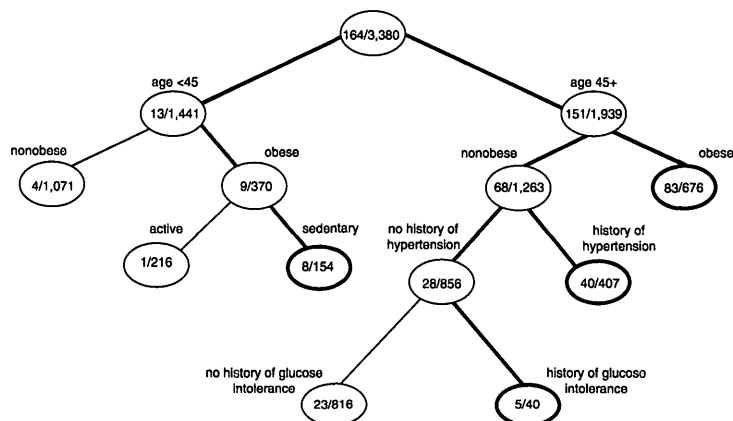 164/3,380
age <45
age 45+
13/1,441
151/1,939
nonobese
obese
nonobese
obese
4/1,071
9/370
68/1,263
83/676
active
sedentary
no history of
hypertension
history of
hypertension
1/216
8/154
28/856
40/407
no history of glucose
intolerance
history of glucose
intolerance
23/816
5/40